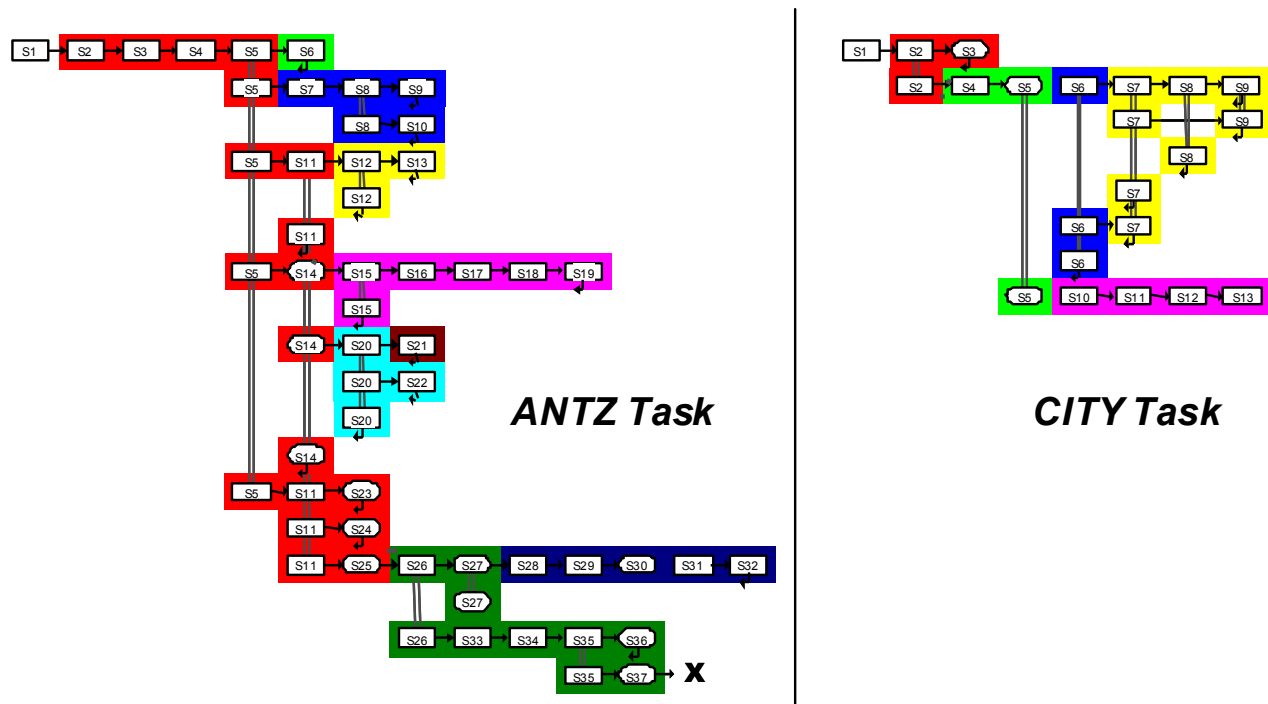 S1 S2 S3 S4 S5 S6
S5 S7 S8 S9
S8 S10
S5 S11 S12 S13
S12
S11
S5 S14 S15 S16 S17 S18 S19
S15
S14 S20 S21
S20 S22
S20
S14
S5 S11 S23
S11 S24
S11 S25 S26 S27 S28 S29 S30 S31 S32
S27
S26 S33 S34 S35 S36
S35 S37 x
ANTZ Task
S1 S2 S3
S2 S4 S5 S6 S7 S8 S9
S7 S9
S8
S7
S6 S7
S6
S5 S10 S11 S12 S13
CITY Task